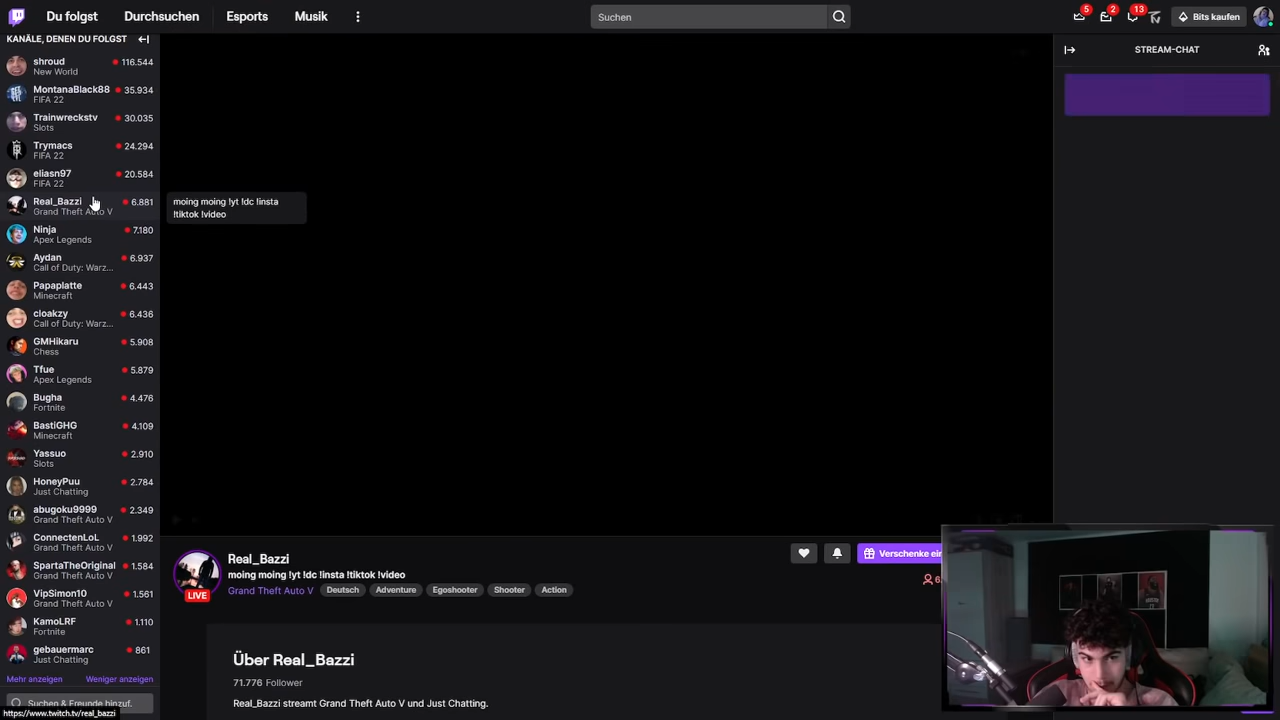 Du folgst
Durchsuchen
Esports
Musik
Suchen
5
2
13
Bits kaufen
KANÄLE, DENEN DU FOLGST
shroud
116.544
New World
MontanaBlack88
35.934
FIFA 22
Trainwreckstv
30.035
Slots
Trymacs
24.294
FIFA 22
eliasn97
20.584
FIFA 22
Real_Bazzi
6.881
Grand Theft Auto V
Ninja
7.180
Apex Legends
Aydan
6.937
Call of Duty: Warz...
Papaplatte
6.443
Minecraft
cloakzy
6.436
Call of Duty: Warz...
GMHikaru
5.908
Chess
Tfue
5.879
Apex Legends
Bugha
4.476
Fortnite
BastiGHG
4.109
Minecraft
Yassuo
2.910
Slots
HoneyPuu
2.784
Just Chatting
abugoku9999
2.349
Grand Theft Auto V
ConnectenLoL
1.992
Grand Theft Auto V
SpartaTheOriginal
1.584
Grand Theft Auto V
VipSimon10
1.561
Grand Theft Auto V
KamoLRF
1.110
Fortnite
gebauermarc
861
Just Chatting
Mehr anzeigen
Weniger anzeigen
Suchen & Freunde hinzuf.
https://www.twitch.tv/real_bazzi
moing moing !yt !dc !insta
!tiktok !video
Real_Bazzi
moing moing !yt !dc !insta !tiktok !video
Grand Theft Auto V
Deutsch
Adventure
Egoshooter
Shooter
Action
LIVE
Verschenke ein
Über Real_Bazzi
71.776 Follower
Real_Bazzi streamt Grand Theft Auto V und Just Chatting.
STREAM-CHAT